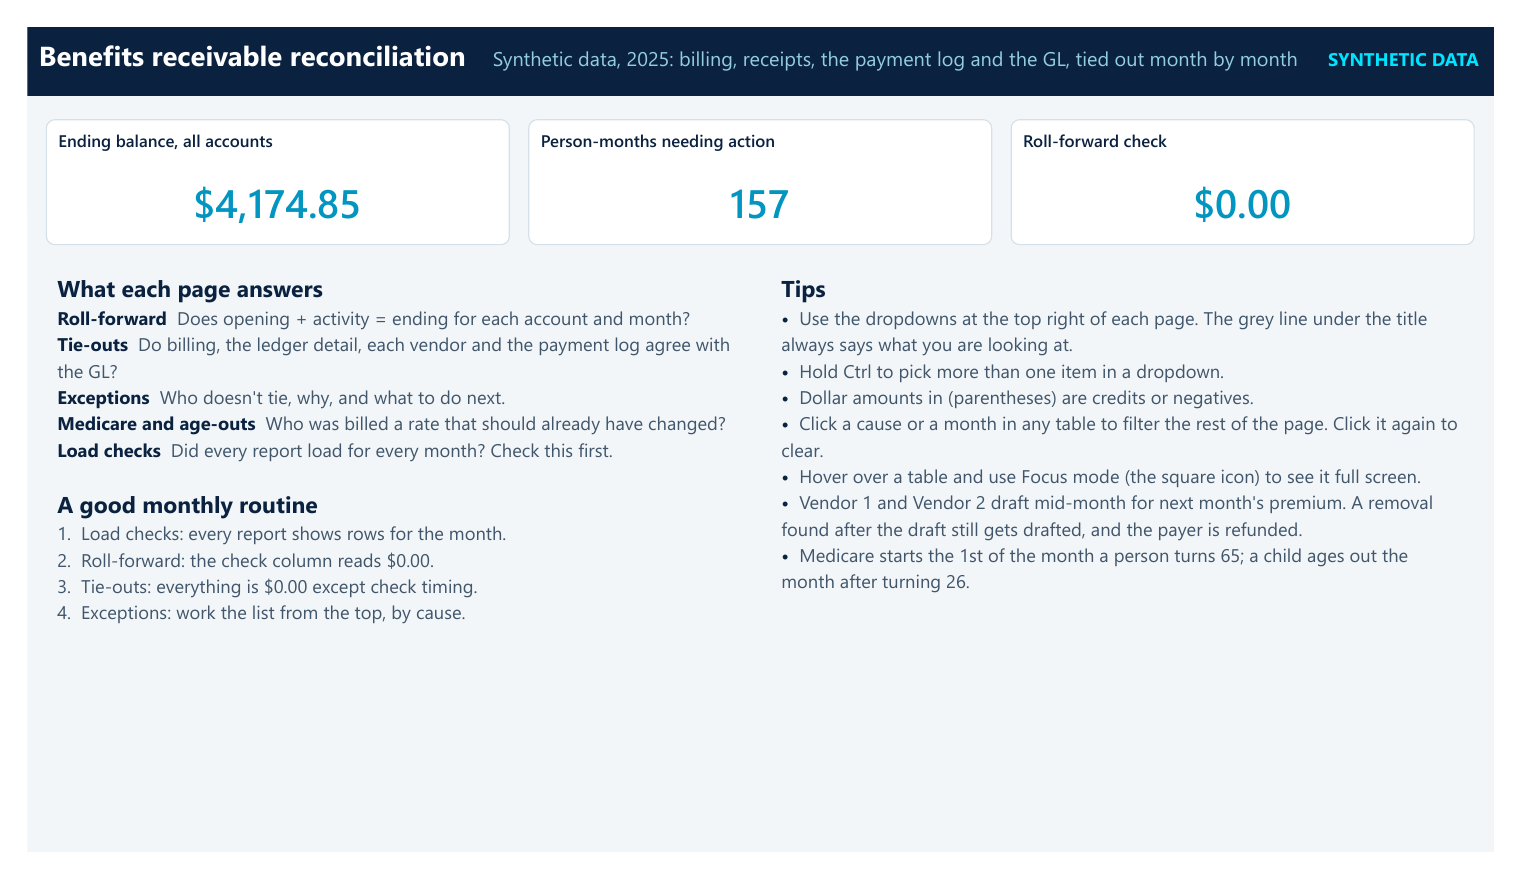 Benefits receivable reconciliation Synthetic data, 2025: billing, receipts, the payment log and the GL, tied out month by month SYNTHETIC DATA
Ending balance, all accounts
$4,174.85
Person-months needing action
157
Roll-forward check
$0.00
What each page answers
Roll-forward Does opening + activity = ending for each account and month?
Tie-outs Do billing, the ledger detail, each vendor and the payment log agree with
the GL?
Exceptions Who doesn't tie, why, and what to do next.
Medicare and age-outs Who was billed a rate that should already have changed?
Load checks Did every report load for every month? Check this first.
A good monthly routine
1. Load checks: every report shows rows for the month.
2. Roll-forward: the check column reads $0.00.
3. Tie-outs: everything is $0.00 except check timing.
4. Exceptions: work the list from the top, by cause.
Tips
• Use the dropdowns at the top right of each page. The grey line under the title
always says what you are looking at.
• Hold Ctrl to pick more than one item in a dropdown.
• Dollar amounts in (parentheses) are credits or negatives.
• Click a cause or a month in any table to filter the rest of the page. Click it again to
clear.
• Hover over a table and use Focus mode (the square icon) to see it full screen.
• Vendor 1 and Vendor 2 draft mid-month for next month's premium. A removal
found after the draft still gets drafted, and the payer is refunded.
• Medicare starts the 1st of the month a person turns 65; a child ages out the
month after turning 26.